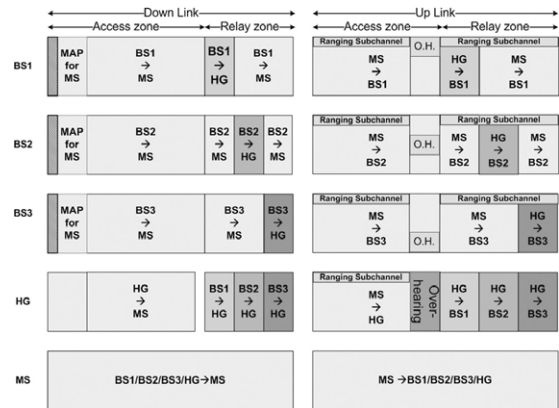 Down Link
Up Link
Access zone
Relay zone
Access zone
Relay zone
BS1
MAP
for
MS
BS1
→
MS
BS1
→
HG
BS1
→
MS
Ranging Subchannel
MS
→
BS1
O.H.
Ranging Subchannel
HG
→
BS1
MS
→
BS1
BS2
MAP
for
MS
BS2
→
MS
BS2
→
MS
BS2
→
HG
BS2
→
MS
Ranging Subchannel
MS
→
BS2
O.H.
Ranging Subchannel
MS
→
BS2
HG
→
BS2
MS
→
BS2
BS3
MAP
for
MS
BS3
→
MS
BS3
→
MS
BS3
→
HG
Ranging Subchannel
MS
→
BS3
O.H.
Ranging Subchannel
MS
→
BS3
HG
→
BS3
HG
HG
→
MS
BS1
→
HG
BS2
→
HG
BS3
→
HG
Ranging Subchannel
MS
→
HG
Over-
hearing
HG
→
BS1
HG
→
BS2
HG
→
BS3
MS
BS1/BS2/BS3/HG→MS
MS →BS1/BS2/BS3/HG